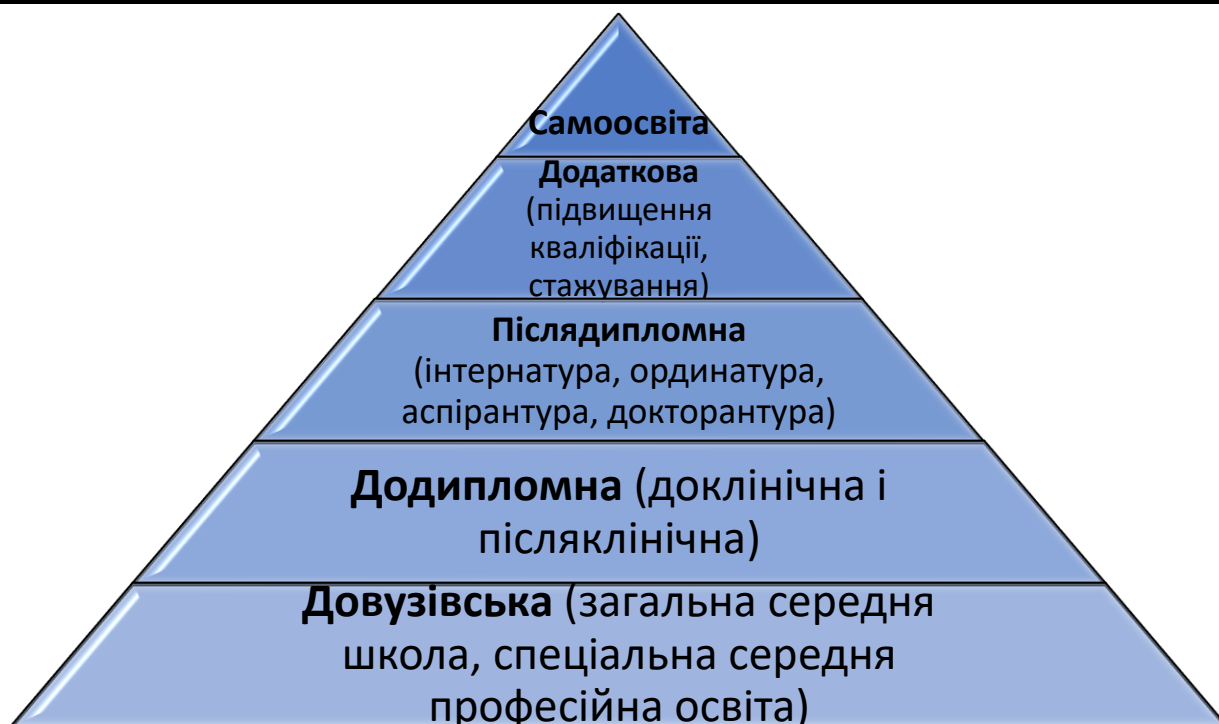 Самоосвіта
Додаткова
(підвищення
кваліфікації,
стажування)
Післядипломна
(інтернатура, ординатура,
аспірантура, докторантура)
Додипломна (доклінічна і
післяклінічна)
Довузівська (загальна середня
школа, спеціальна середня
професійна освіта)